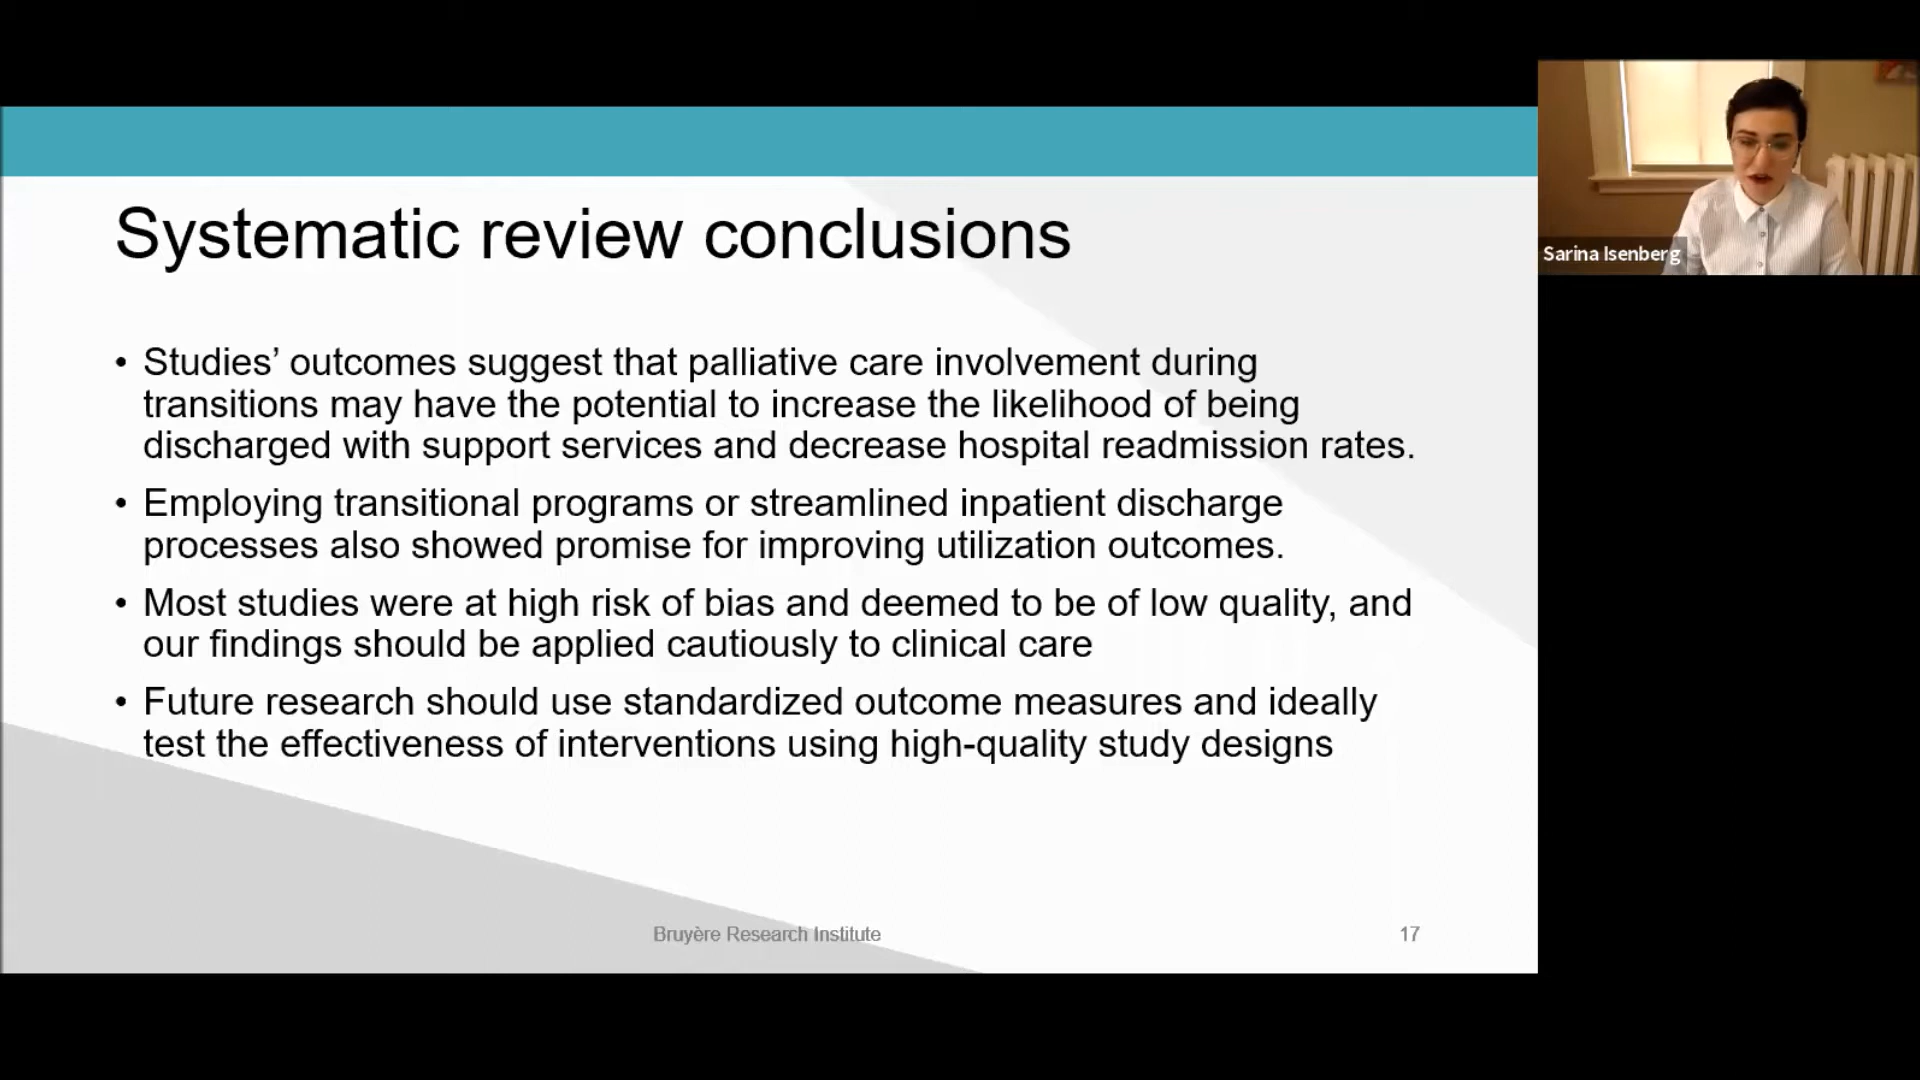 Systematic review conclusions
• Studies’ outcomes suggest that palliative care involvement during
transitions may have the potential to increase the likelihood of being
discharged with support services and decrease hospital readmission rates.
• Employing transitional programs or streamlined inpatient discharge
processes also showed promise for improving utilization outcomes.
• Most studies were at high risk of bias and deemed to be of low quality, and
our findings should be applied cautiously to clinical care
• Future research should use standardized outcome measures and ideally
test the effectiveness of interventions using high-quality study designs
Bruyère Research Institute
17
Sarina Isenberg